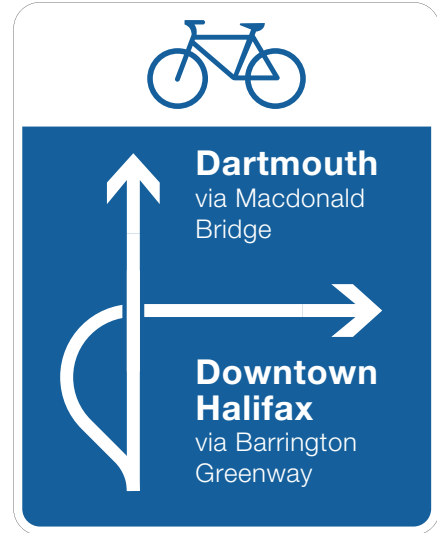 Dartmouth
via Macdonald
Bridge
Downtown
Halifax
via Barrington
Greenway